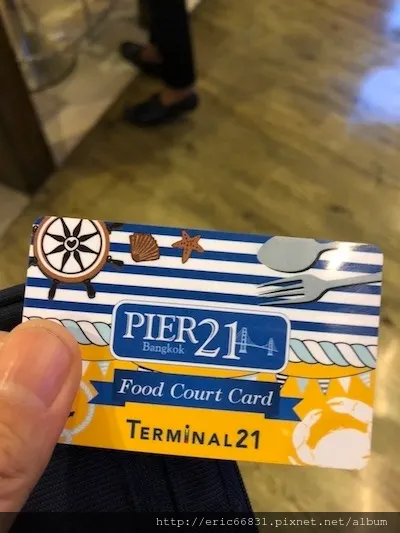 PIER21
Bangkok
Food Court Card
TERMINAL21
http://eric66831.pixnet.net/album